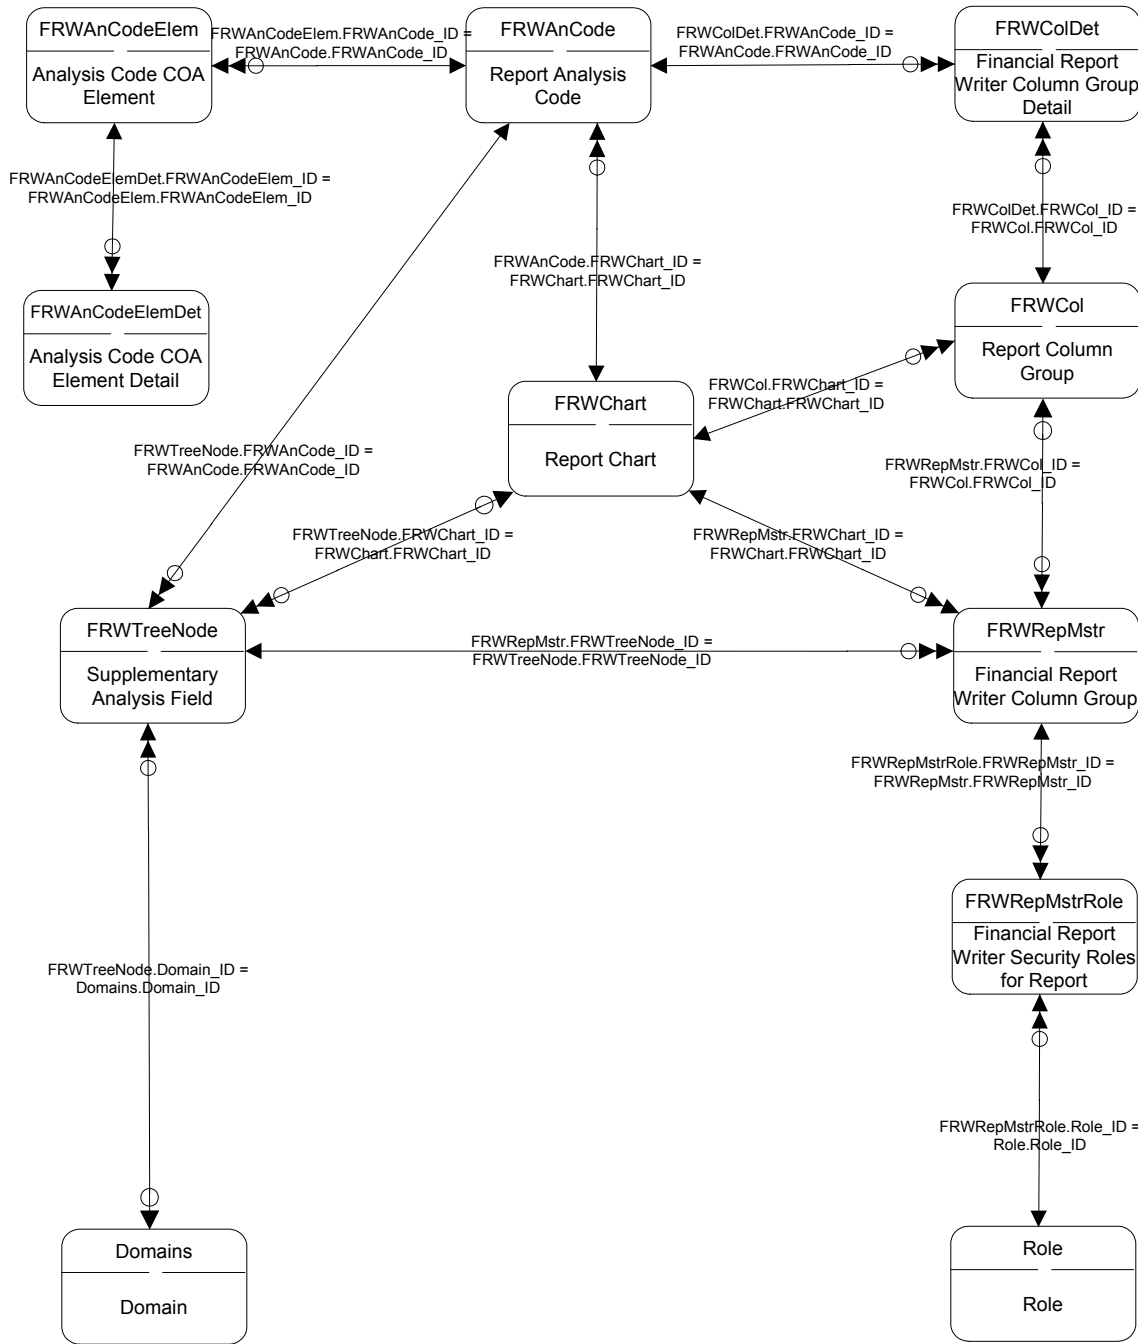 FRWAnCodeElem
Analysis Code COA
Element
FRWAnCodeElem.FRWAnCode_ID =
FRWAnCode.FRWAnCode_ID
FRWAnCode
Report Analysis
Code
FRWColDet.FRWAnCode_ID =
FRWAnCode.FRWAnCode_ID
FRWColDet
Financial Report
Writer Column Group
Detail
FRWAnCodeElemDet.FRWAnCodeElem_ID =
FRWAnCodeElem.FRWAnCodeElem_ID
FRWColDet.FRWCol_ID =
FRWCol.FRWCol_ID
FRWAnCode.FRWChart_ID =
FRWChart.FRWChart_ID
FRWAnCodeElemDet
Analysis Code COA
Element Detail
FRWCol
Report Column
Group
FRWCol.FRWChart_ID =
FRWChart.FRWChart_ID
FRWChart
Report Chart
FRWTreeNode.FRWAnCode_ID =
FRWAnCode.FRWAnCode_ID
FRWRepMstr.FRWCol_ID =
FRWCol.FRWCol_ID
FRWTreeNode.FRWChart_ID =
FRWChart.FRWChart_ID
FRWRepMstr.FRWChart_ID =
FRWChart.FRWChart_ID
FRWTreeNode
Supplementary
Analysis Field
FRWRepMstr.FRWTreeNode_ID =
FRWTreeNode.FRWTreeNode_ID
FRWRepMstr
Financial Report
Writer Column Group
FRWRepMstrRole.FRWRepMstr_ID =
FRWRepMstr.FRWRepMstr_ID
FRWRepMstrRole
Financial Report
Writer Security Roles
for Report
FRWTreeNode.Domain_ID =
Domains.Domain_ID
FRWRepMstrRole.Role_ID =
Role.Role_ID
Domains
Domain
Role
Role